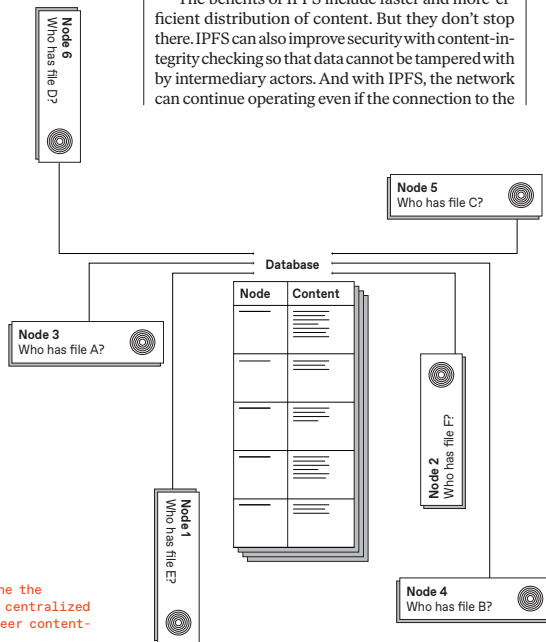 The benefits of IPFS include faster and more ef-
ficient distribution of content. But they don't stop
there. IPFS can also improve security with content-in-
tegrity checking so that data cannot be tampered with
by intermediary actors. And with IPFS, the network
can continue operating even if the connection to the
Node 6
Who has file D?
Node 5
Who has file C?
Database
Node Content
Node 3
Who has file A?
Node 2
Who has file F?
Node 1
Who has file E?
Node 4
Who has file B?
ne the
centralized
eer content-